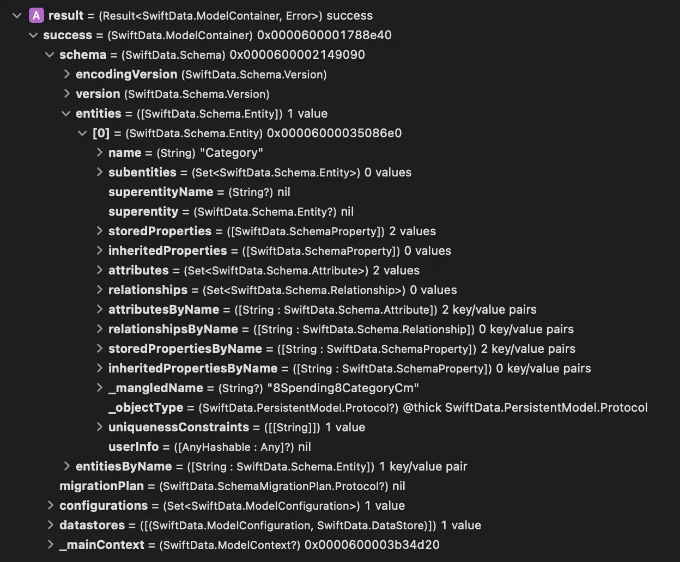 A result = (Result<SwiftData.ModelContainer, Error>) success
success = (SwiftData.ModelContainer) 0x0000600001788e40
schema = (SwiftData.Schema) 0x0000600002149090
encodingVersion (SwiftData.Schema.Version)
version (SwiftData.Schema.Version)
entities = ([SwiftData.Schema.Entity]) 1 value
[0] = (SwiftData.Schema.Entity) 0x00006000035086e0
name = (String) "Category"
subentities = (Set<SwiftData.Schema.Entity>) 0 values
superentityName = (String?) nil
superentity = (SwiftData.Schema.Entity?) nil
storedProperties = ([SwiftData.SchemaProperty]) 2 values
inheritedProperties = ([SwiftData.SchemaProperty]) 0 values
attributes = (Set<SwiftData.Schema.Attribute>) 2 values
relationships = (Set<SwiftData.Schema.Relationship>) 0 values
attributesByName = ([String : SwiftData.Schema.Attribute]) 2 key/value pairs
relationshipsByName = ([String : SwiftData.Schema.Relationship]) 0 key/value pairs
storedPropertiesByName = ([String : SwiftData.SchemaProperty]) 2 key/value pairs
inheritedPropertiesByName = ([String : SwiftData.SchemaProperty]) 0 key/value pairs
_mangledName = (String?) "8Spending8CategoryCm"
_objectType = (SwiftData.PersistentModel.Protocol?) @thick SwiftData.PersistentModel.Protocol
uniquenessConstraints = ([[String]]) 1 value
userInfo = ([AnyHashable : Any]?) nil
entitiesByName = ([String : SwiftData.Schema.Entity]) 1 key/value pair
migrationPlan = (SwiftData.SchemaMigrationPlan.Protocol?) nil
configurations = (Set<SwiftData.ModelConfiguration>) 1 value
datastores = ([(SwiftData.ModelConfiguration, SwiftData.DataStore)]) 1 value
_mainContext = (SwiftData.ModelContext?) 0x0000600003b34d20